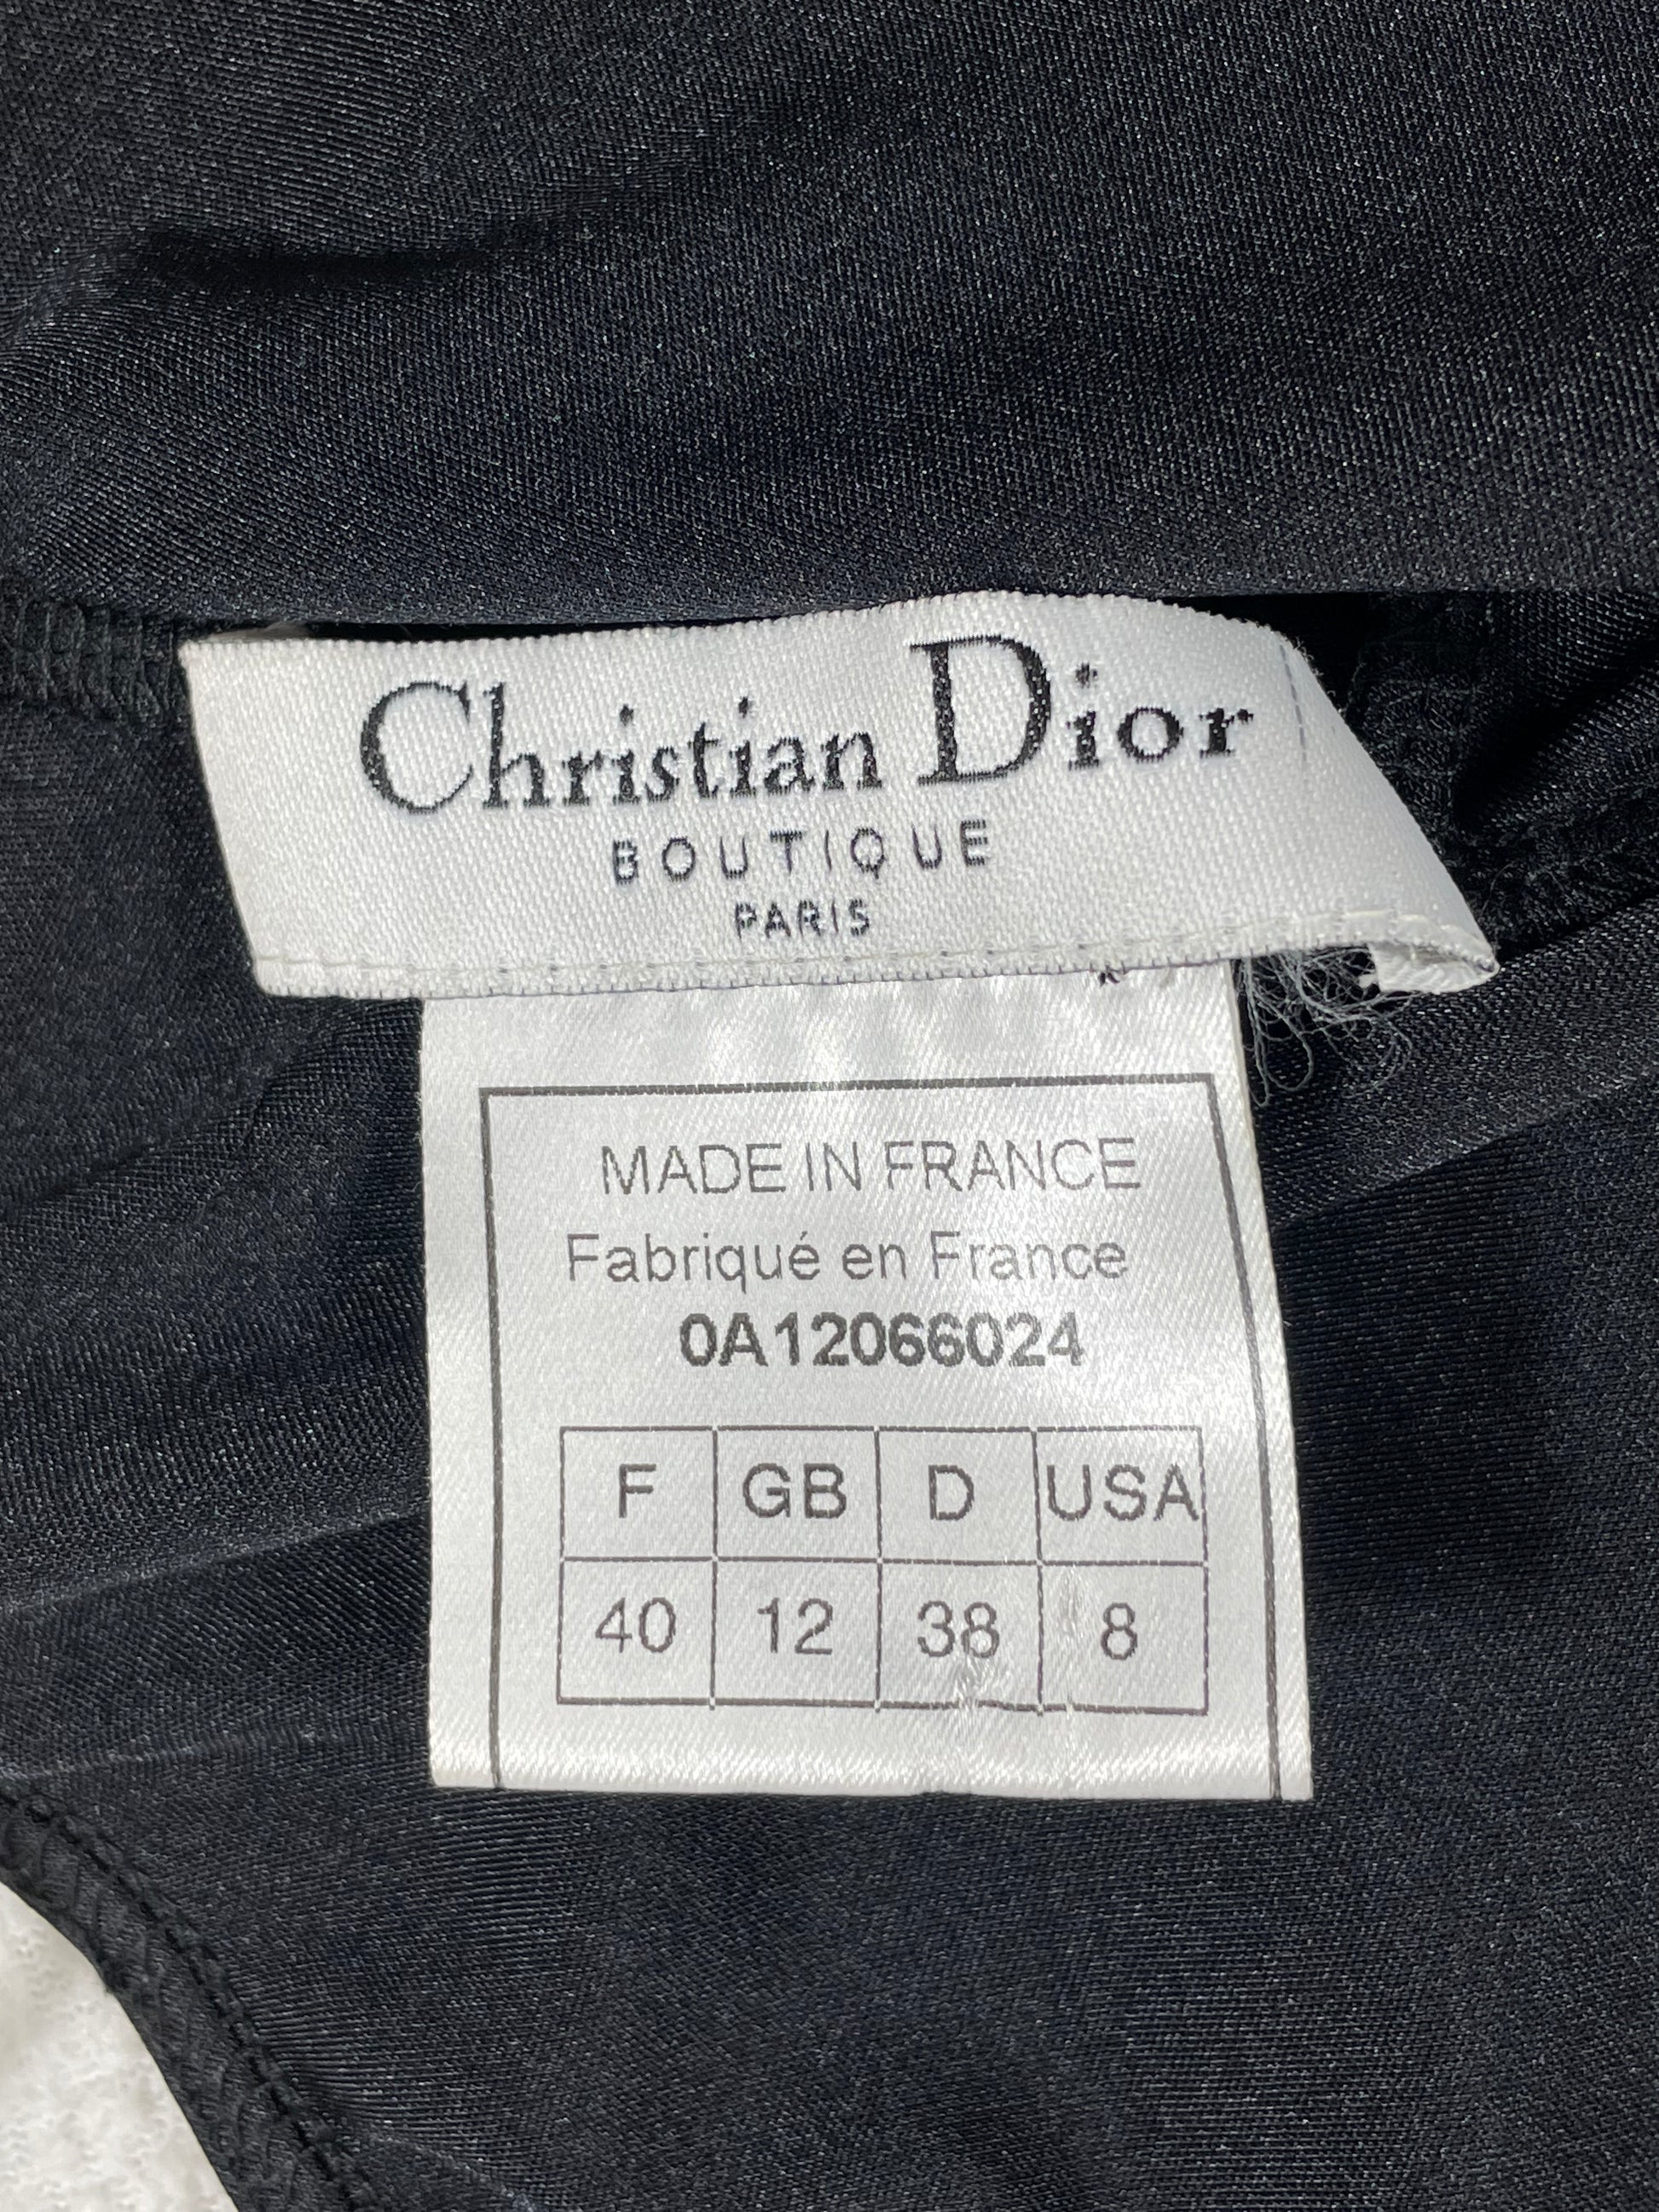 Christian Dior
BOUTIQUE
PARIS
MADE IN FRANCE
Fabriqué en France
0A12066024
F GB D USA
40 12 38 8